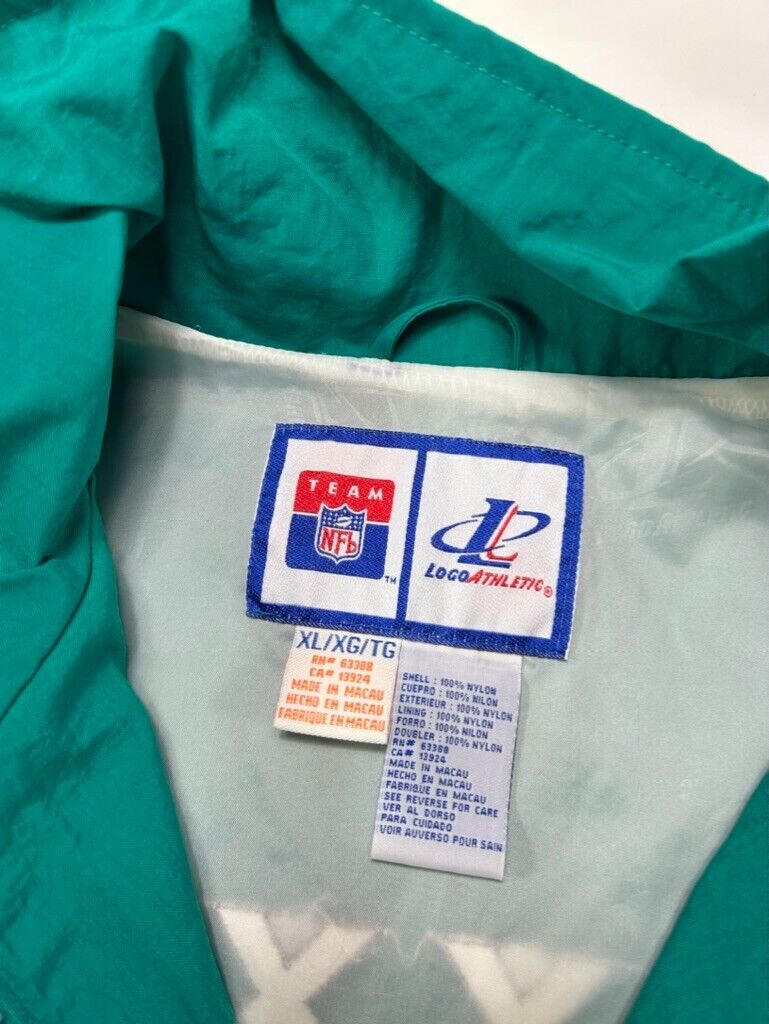 TEAM
NFL
TM
LOGOATHLETIC®
XL/XG/TG
RN# 63388
CA# 13924
MADE IN MACAU
HECHO EN MACAU
FABRIQUE EN MACAU
SHELL : 100% NYLON
CUEPRO : 100% NILON
EXTERIEUR : 100% NYLON
LINING : 100% NYLON
FORRO : 100% NILON
DOUBLER : 100% NYLON
RN# 63388
CA# 13924
MADE IN MACAU
HECHO EN MACAU
FABRIQUE EN MACAU
SEE REVERSE FOR CARE
VER AL DORSO
PARA CUIDADO
VOIR AUVERSO POUR SAIN